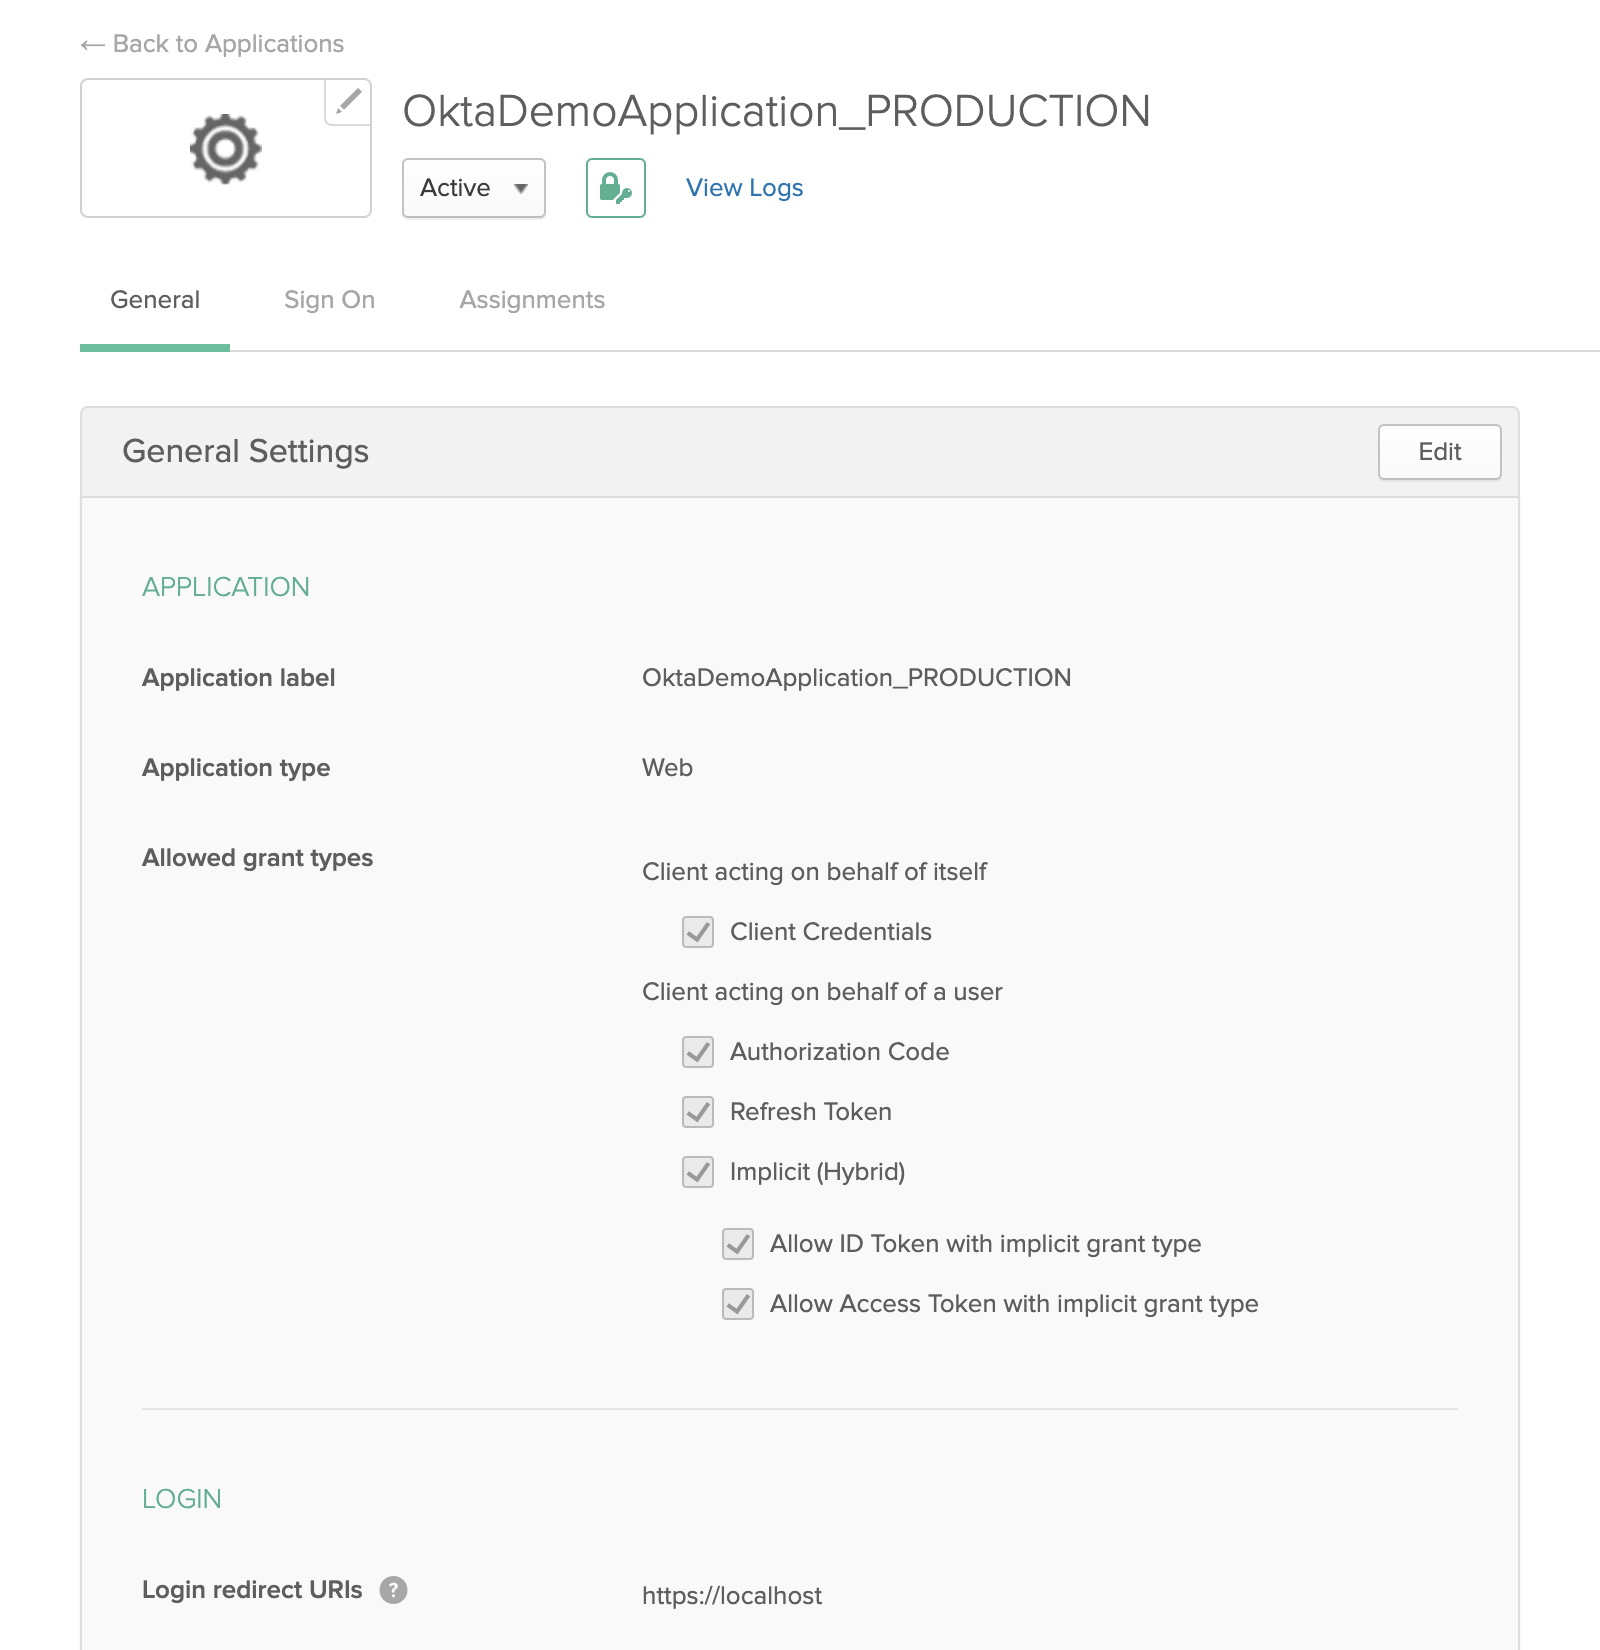 ← Back to Applications
OktaDemoApplication_PRODUCTION
Active
View Logs
General
Sign On
Assignments
General Settings
Edit
APPLICATION
Application label
OktaDemoApplication_PRODUCTION
Application type
Web
Allowed grant types
Client acting on behalf of itself
Client Credentials
Client acting on behalf of a user
Authorization Code
Refresh Token
Implicit (Hybrid)
Allow ID Token with implicit grant type
Allow Access Token with implicit grant type
LOGIN
Login redirect URIs ?
https://localhost